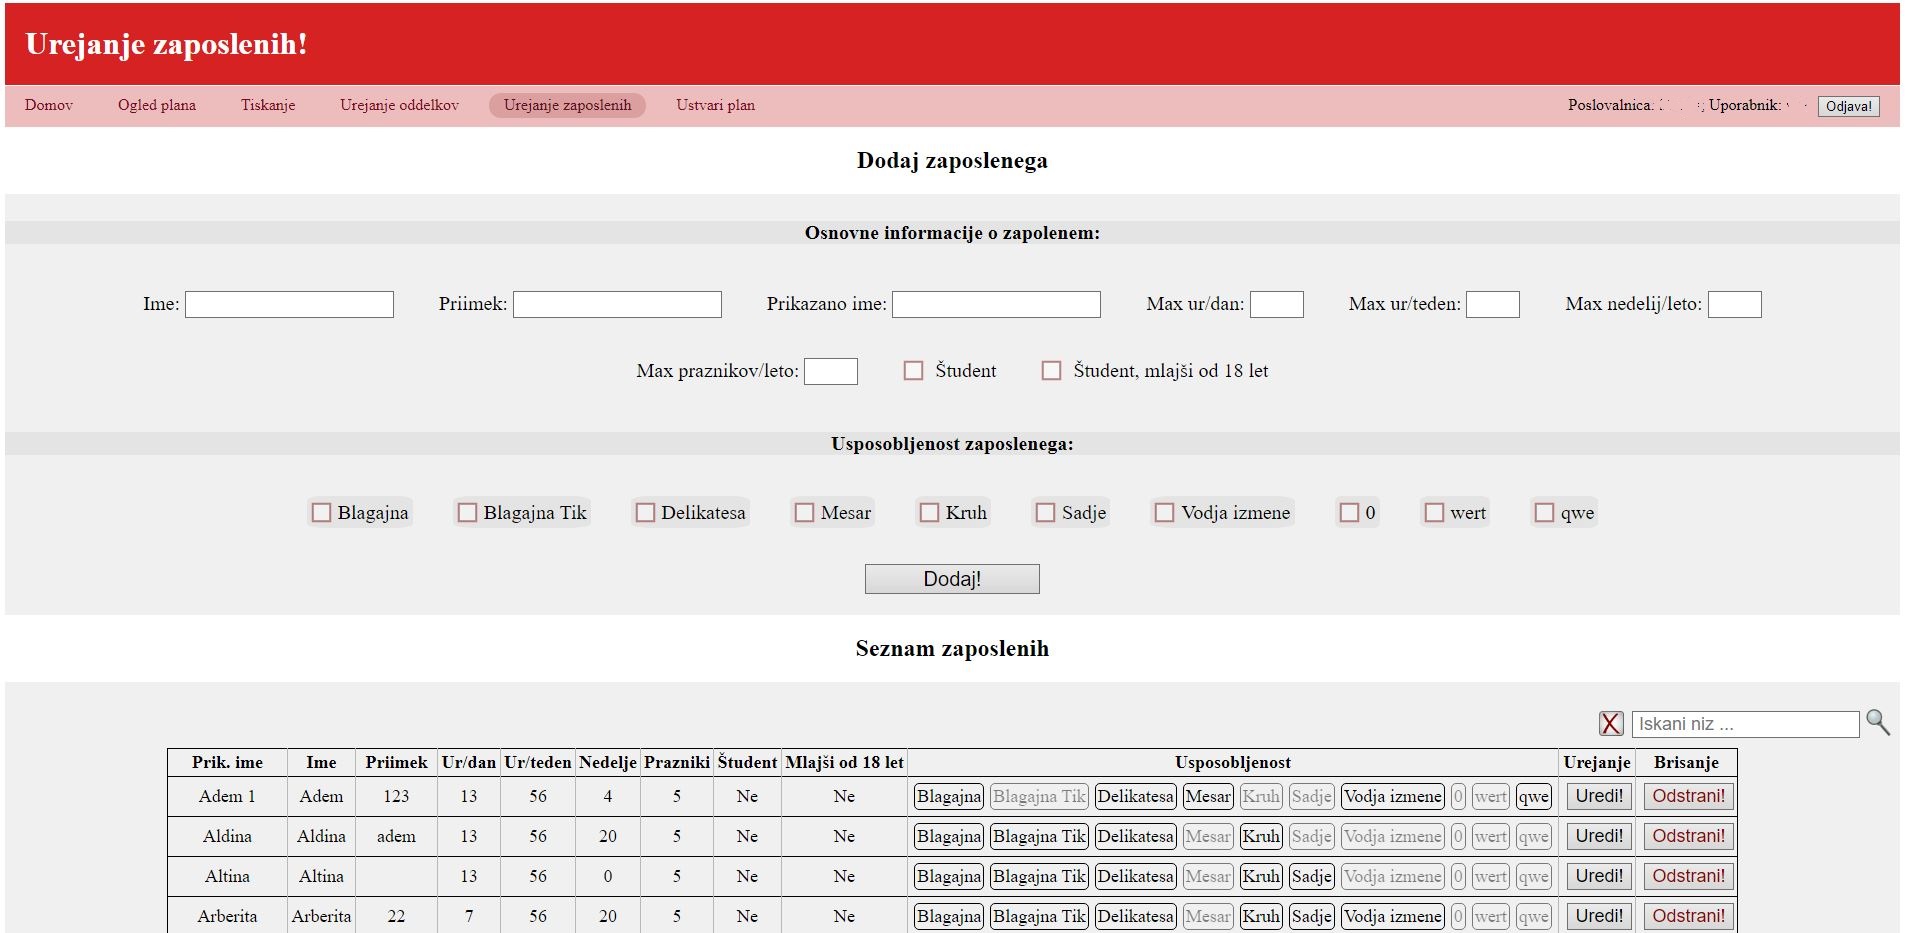 Urejanje zaposlenih!
Domov Ogled plana Tiskanje Urejanje oddelkov Urejanje zaposlenih Ustvari plan Poslovalnica: Uporabnik: Odjava!
Dodaj zaposlenega
Osnovne informacije o zapolenem:
Ime: Priimek: Prikazano ime: Max ur/dan: Max ur/teden: Max nedelij/leto:
Max praznikov/leto: Študent Študent, mlajši od 18 let
Usposobljenost zaposlenega:
Blagajna Blagajna Tik Delikatesa Mesar Kruh Sadje Vodja izmene 0 wert qwe
Dodaj!
Seznam zaposlenih
X Iskani niz ...
Prik. ime Ime Priimek Ur/dan Ur/teden Nedelje Prazniki Študent Mlajši od 18 let Usposobljenost Urejanje Brisanje
Adem 1 Adem 123 13 56 4 5 Ne Ne Blagajna Blagajna Tik Delikatesa Mesar Kruh Sadje Vodja izmene 0 wert qwe Uredi! Odstrani!
Aldina Aldina adem 13 56 20 5 Ne Ne Blagajna Blagajna Tik Delikatesa Mesar Kruh Sadje Vodja izmene 0 wert qwe Uredi! Odstrani!
Altina Altina 13 56 0 5 Ne Ne Blagajna Blagajna Tik Delikatesa Mesar Kruh Sadje Vodja izmene 0 wert qwe Uredi! Odstrani!
Arberita Arberita 22 7 56 20 5 Ne Ne Blagajna Blagajna Tik Delikatesa Mesar Kruh Sadje Vodja izmene 0 wert qwe Uredi! Odstrani!